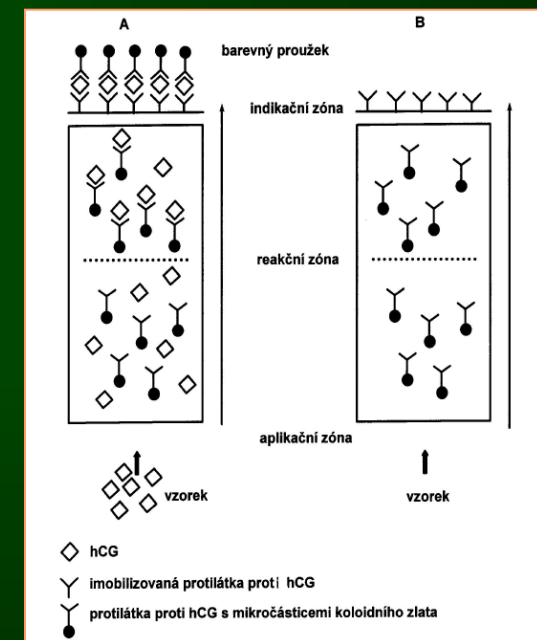 A
B
barevný proužek
indikační zóna
reakční zóna
aplikační zóna
vzorek
vzorek
hCG
imobilizovaná protilátka proti hCG
protilátka proti hCG s mikročásticemi koloidního zlata